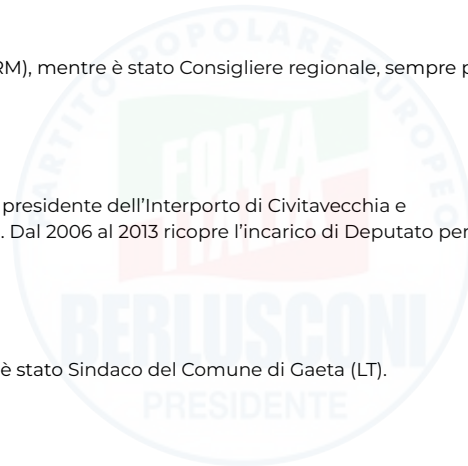 PARTITO POPOLARE EUROPEO
RM), mentre è stato Consigliere regionale, sempre p
FORZA
ITALIA
presidente dell’Interporto di Civitavecchia e
. Dal 2006 al 2013 ricopre l’incarico di Deputato per
BERLUSCONI
è stato Sindaco del Comune di Gaeta (LT).
PRESIDENTE